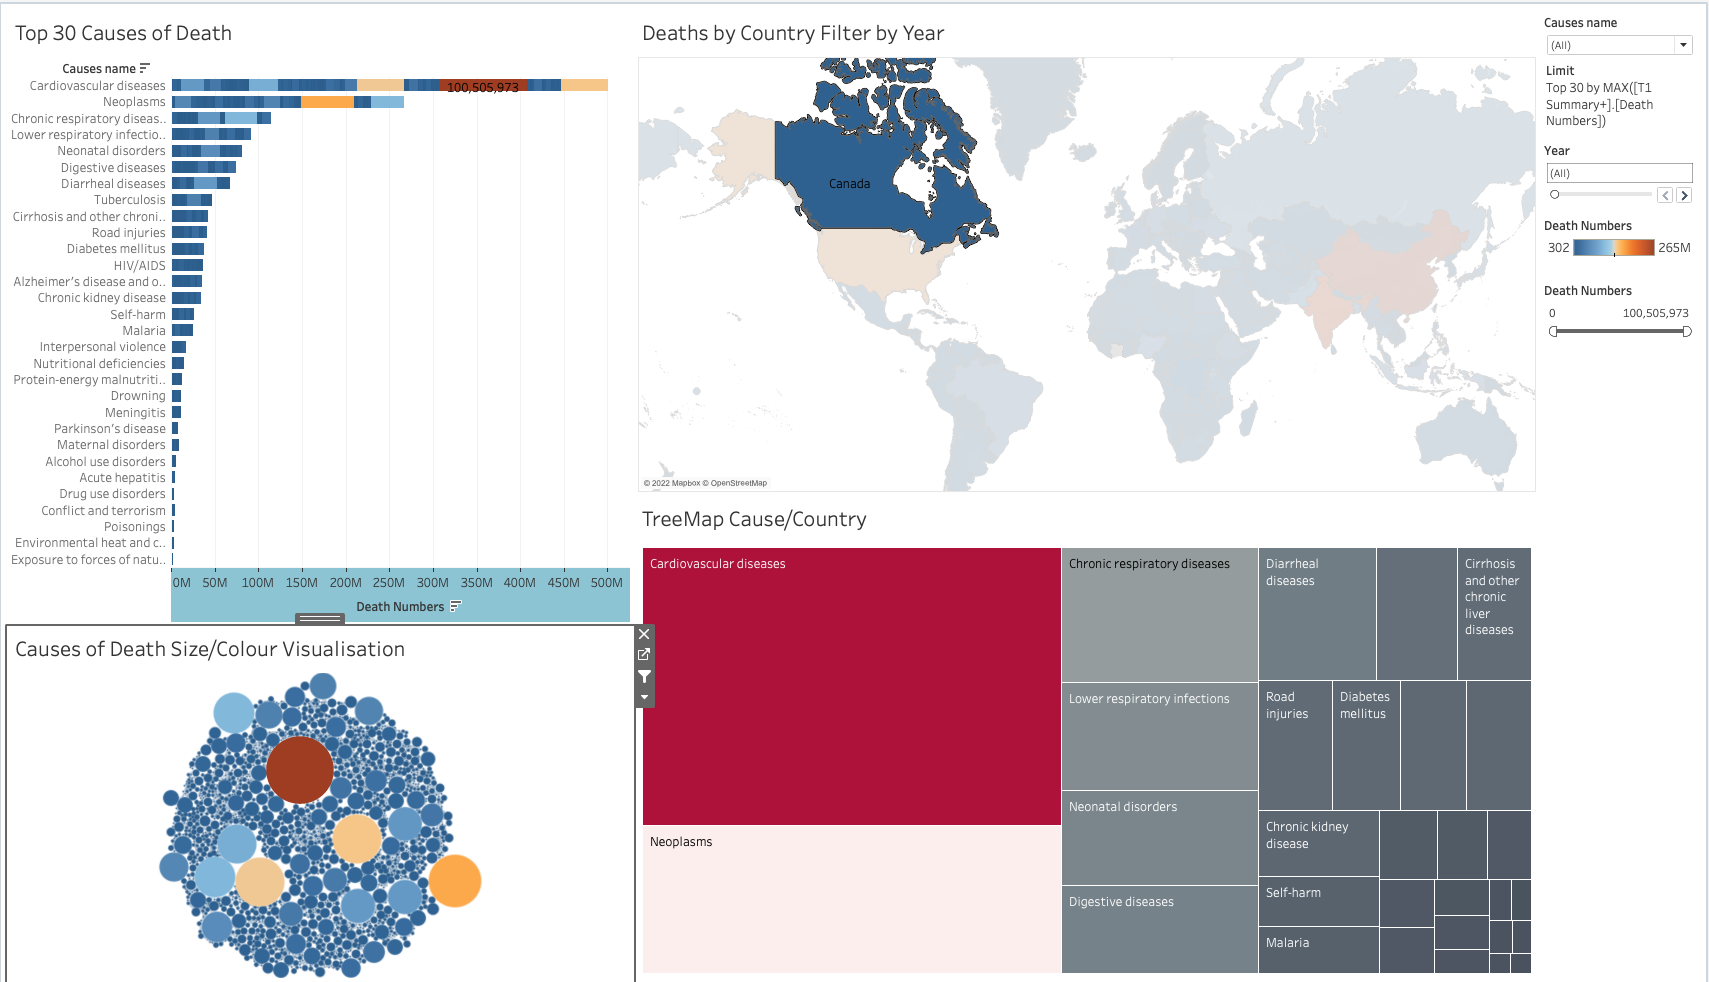 Top 30 Causes of Death
Causes name
Cardiovascular diseases
100,505,973
Neoplasms
Chronic respiratory diseas..
Lower respiratory infectio..
Neonatal disorders
Digestive diseases
Diarrheal diseases
Tuberculosis
Cirrhosis and other chroni..
Road injuries
Diabetes mellitus
HIV/AIDS
Alzheimer's disease and o..
Chronic kidney disease
Self-harm
Malaria
Interpersonal violence
Nutritional deficiencies
Protein-energy malnutriti..
Drowning
Meningitis
Parkinson's disease
Maternal disorders
Alcohol use disorders
Acute hepatitis
Drug use disorders
Conflict and terrorism
Poisonings
Environmental heat and c..
Exposure to forces of natu..
0M 50M 100M 150M 200M 250M 300M 350M 400M 450M 500M
Death Numbers
Deaths by Country Filter by Year
Canada
© 2022 Mapbox © OpenStreetMap
Causes name
(All)
Limit
Top 30 by MAX([T1
Summary+].[Death
Numbers])
Year
(All)
Death Numbers
302 265M
Death Numbers
0 100,505,973
Causes of Death Size/Colour Visualisation
TreeMap Cause/Country
Cardiovascular diseases
Neoplasms
Chronic respiratory diseases
Lower respiratory infections
Neonatal disorders
Digestive diseases
Diarrheal
diseases
Cirrhosis
and other
chronic
liver
diseases
Road
injuries
Diabetes
mellitus
Chronic kidney
disease
Self-harm
Malaria